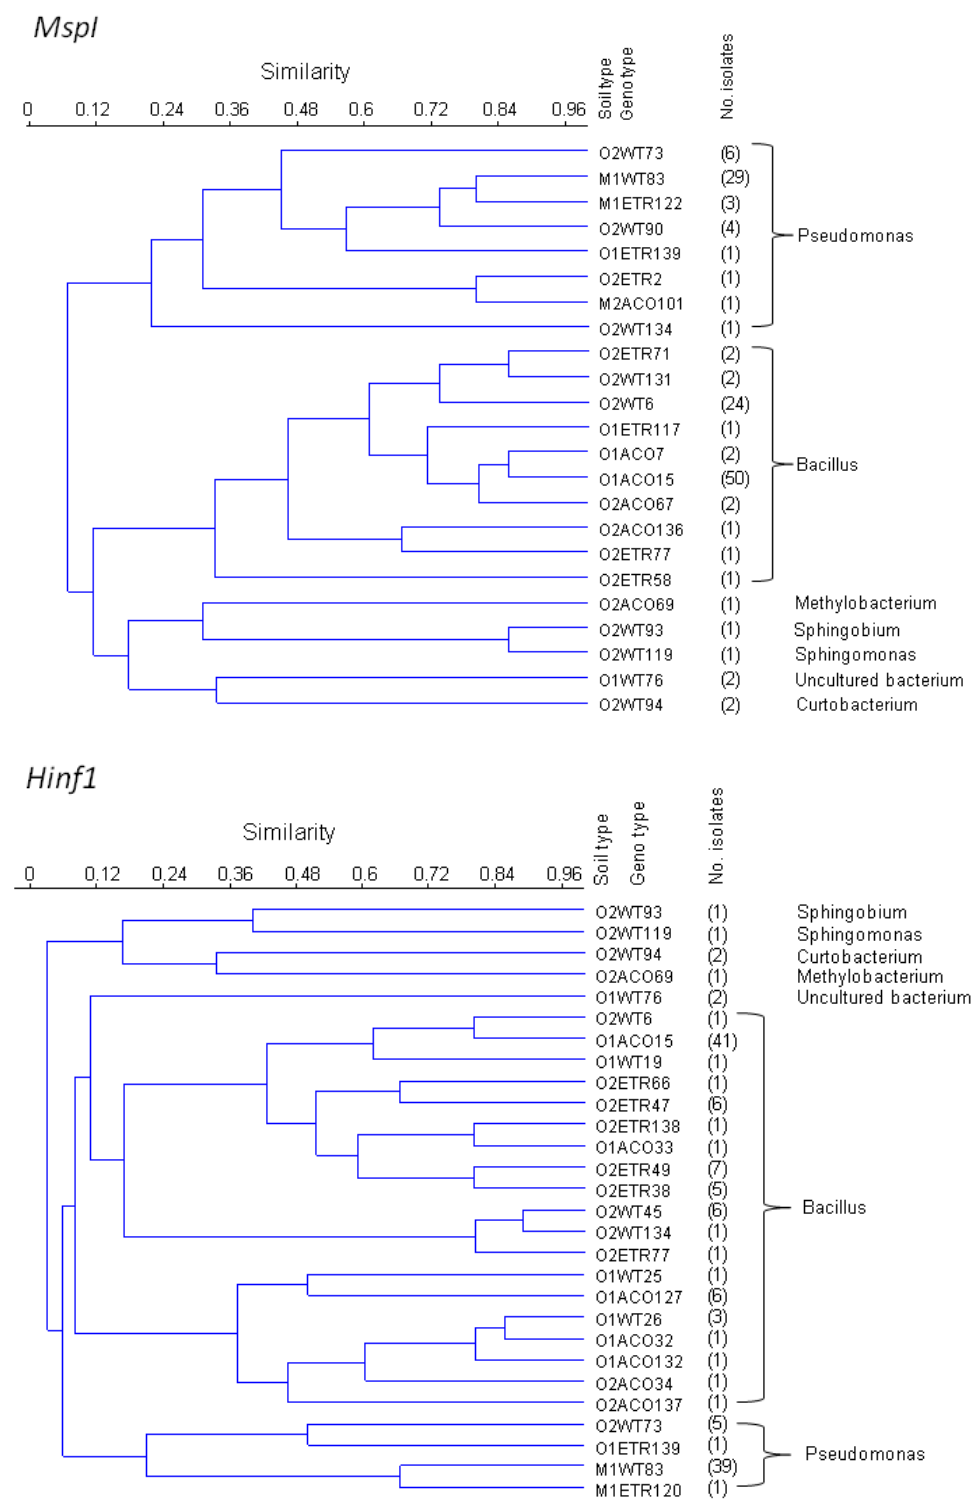 MspI
Similarity
Soil type
Geno type
No. isolates
0 0.12 0.24 0.36 0.48 0.6 0.72 0.84 0.96
O2WT73 (6)
M1WT83 (29)
M1ETR122 (3)
O2WT90 (4)
Pseudomonas
O1ETR139 (1)
O2ETR2 (1)
M2ACO101 (1)
O2WT134 (1)
O2ETR71 (2)
O2WT131 (2)
O2WT6 (24)
O1ETR117 (1)
O1ACO7 (2)
Bacillus
O1ACO15 (50)
O2ACO67 (2)
O2ACO136 (1)
O2ETR77 (1)
O2ETR58 (1)
O2ACO69 (1) Methylobacterium
O2WT93 (1) Sphingobium
O2WT119 (1) Sphingomonas
O1WT76 (2) Uncultured bacterium
O2WT94 (2) Curtobacterium
Hinf1
Similarity
Soil type
Geno type
No. isolates
0 0.12 0.24 0.36 0.48 0.6 0.72 0.84 0.96
O2WT93 (1) Sphingobium
O2WT119 (1) Sphingomonas
O2WT94 (2) Curtobacterium
O2ACO69 (1) Methylobacterium
O1WT76 (2) Uncultured bacterium
O2WT6 (1)
O1ACO15 (41)
O1WT19 (1)
O2ETR66 (1)
O2ETR47 (6)
O2ETR138 (1)
O1ACO33 (1)
O2ETR49 (7)
O2ETR38 (5)
O2WT45 (6) Bacillus
O2WT134 (1)
O2ETR77 (1)
O1WT25 (1)
O1ACO127 (6)
O1WT26 (3)
O1ACO32 (1)
O1ACO132 (1)
O2ACO34 (1)
O2ACO137 (1)
O2WT73 (5)
O1ETR139 (1) Pseudomonas
M1WT83 (39)
M1ETR120 (1)